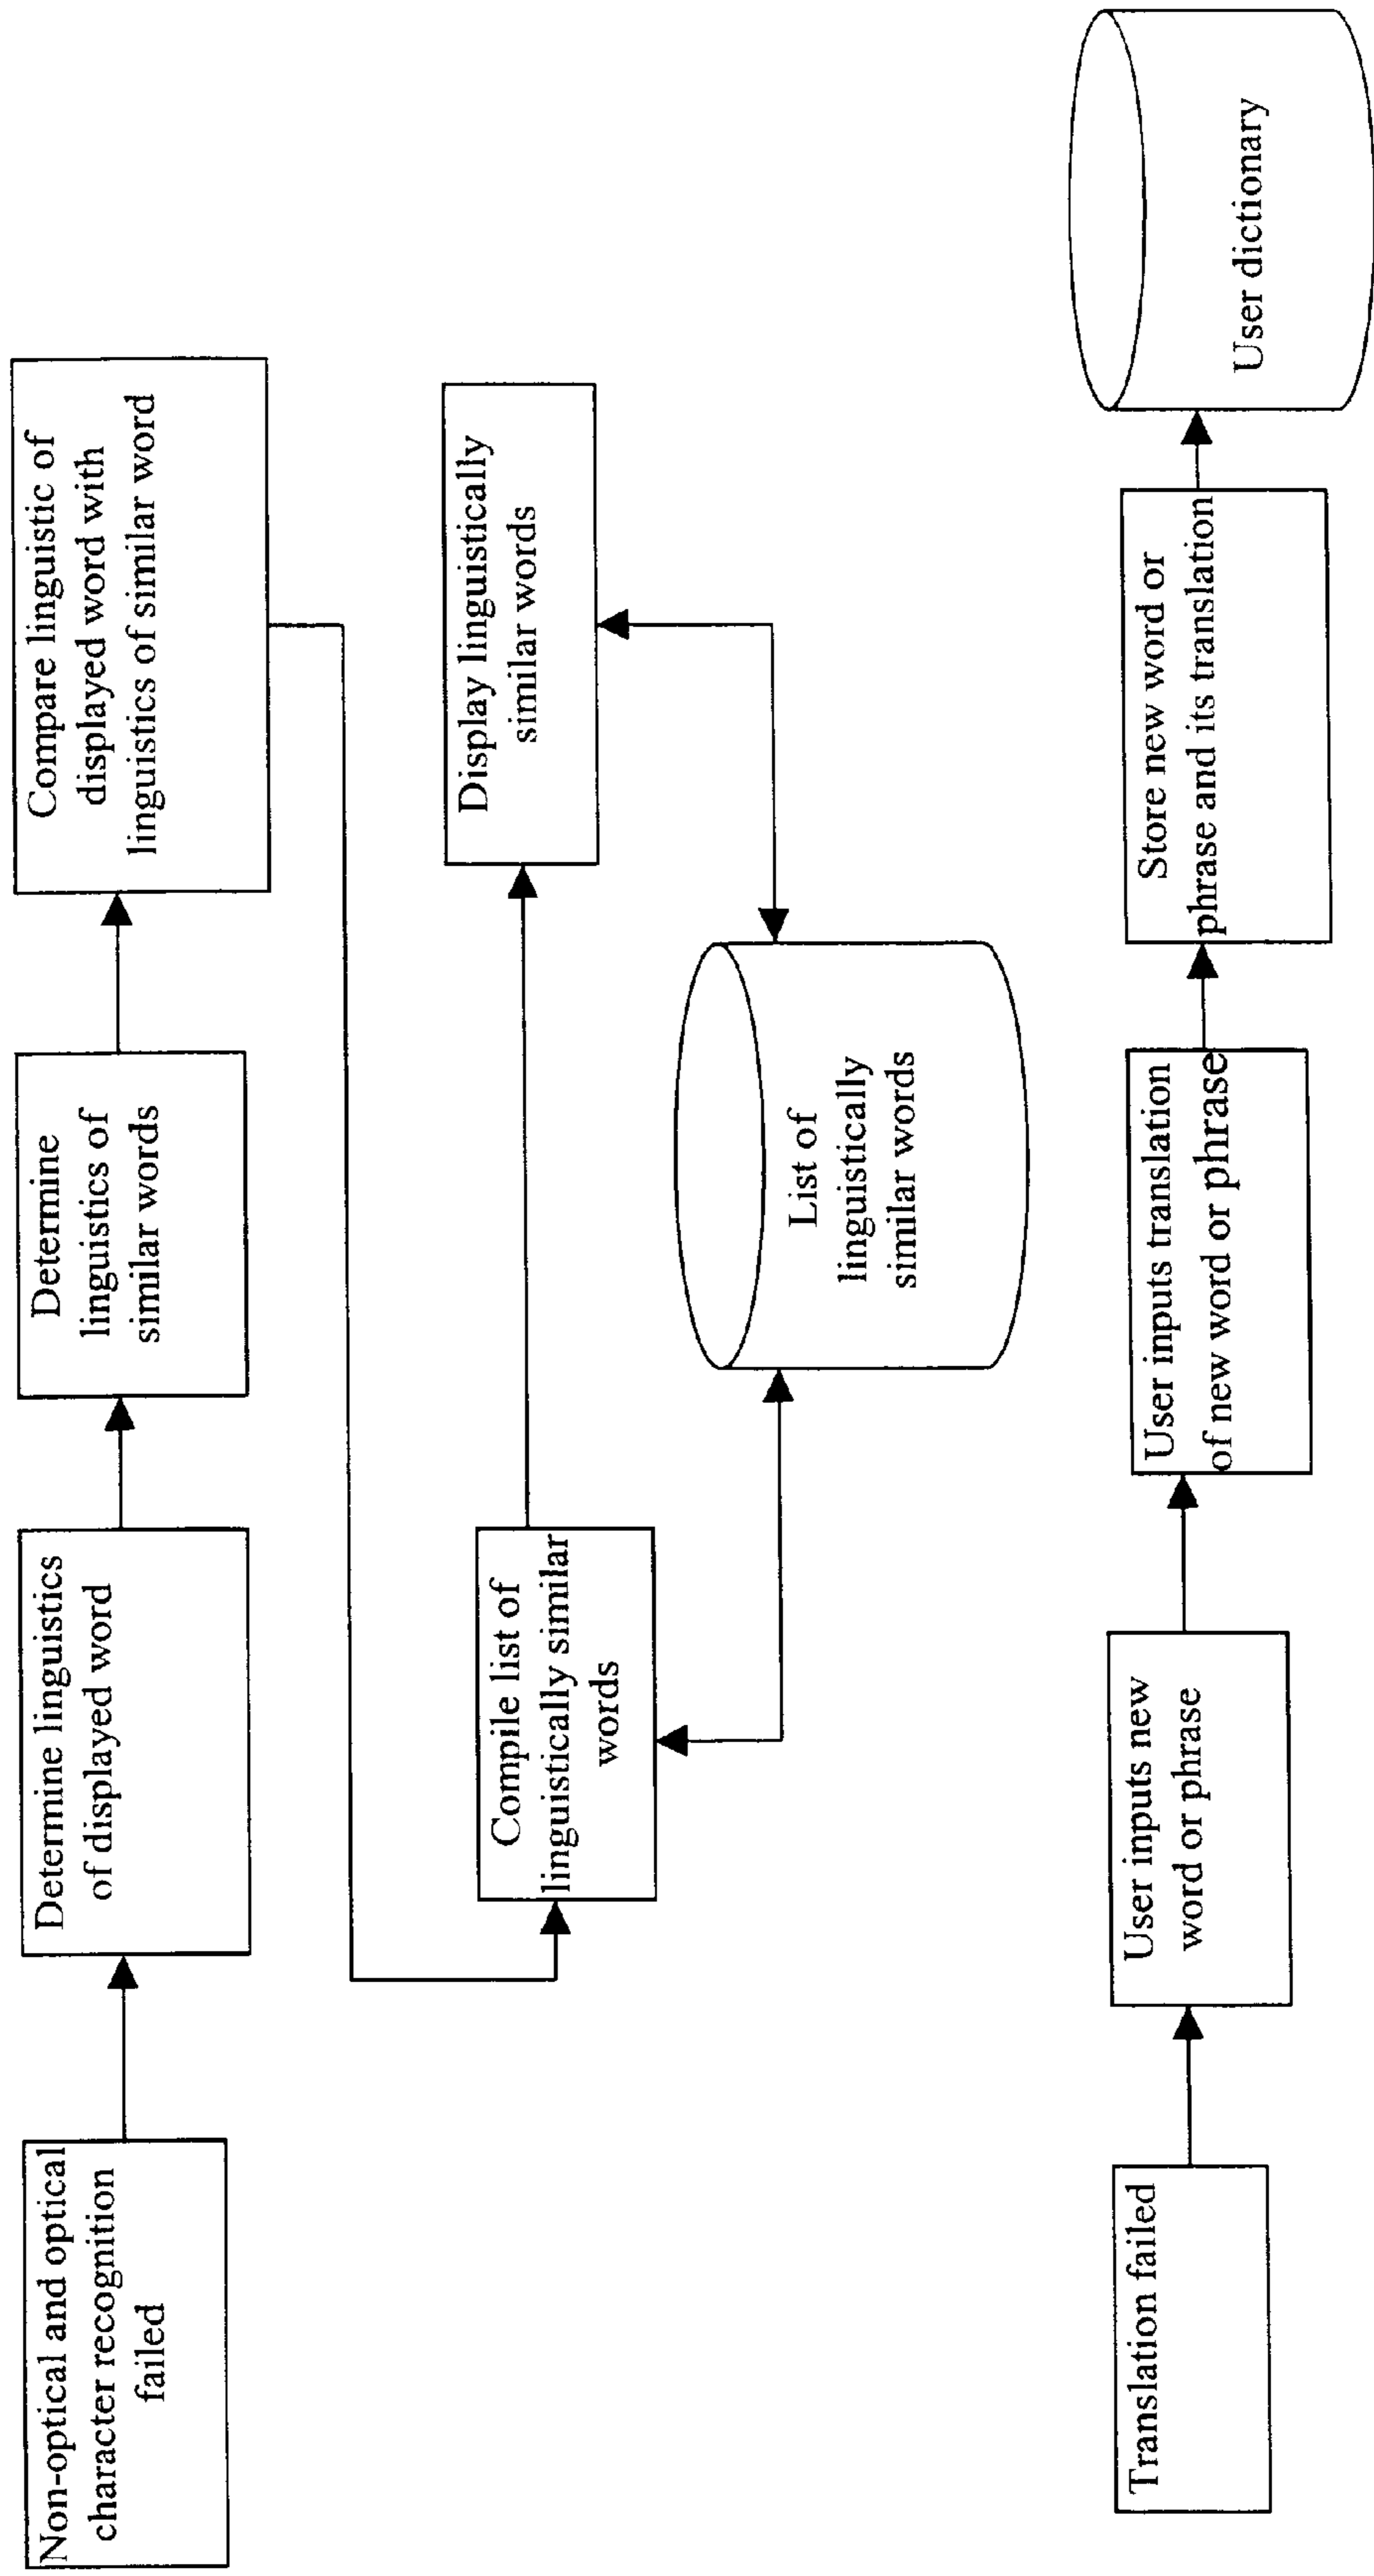 Non-optical and optical
character recognition
failed
Determine linguistics
of displayed word
Determine
linguistics of
similar words
Compare linguistic of
displayed word with
linguistics of similar word
Compile list of
linguistically similar
words
Display linguistically
similar words
List of
linguistically
similar words
Translation failed
User inputs new
word or phrase
User inputs translation
of new word or phrase
Store new word or
phrase and its translation
User dictionary